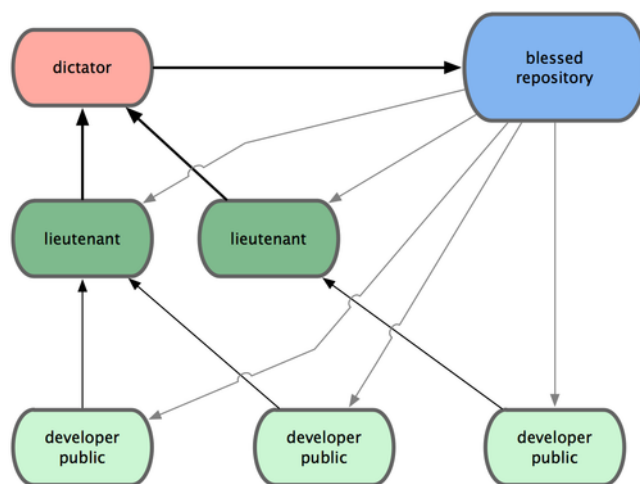 dictator
blessed
repository
lieutenant
lieutenant
developer
public
developer
public
developer
public